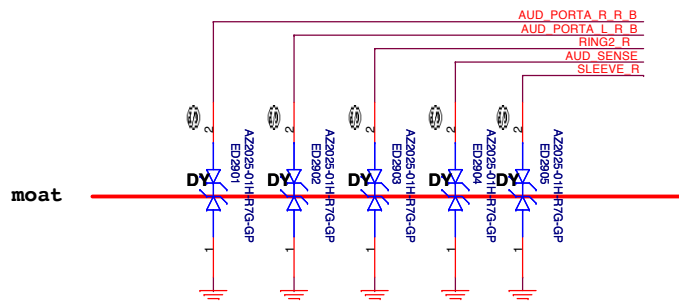 AUD_PORTA_R_R_B
AUD_PORTA_L_R_B
RING2_R
AUD_SENSE
SLEEVE_R
2
2
2
2
2
AZ2025-01H-R7G-GP
ED2901
AZ2025-01H-R7G-GP
ED2902
AZ2025-01H-R7G-GP
ED2903
AZ2025-01H-R7G-GP
ED2904
AZ2025-01H-R7G-GP
ED2905
DY
DY
DY
DY
DY
moat
1
1
1
1
1